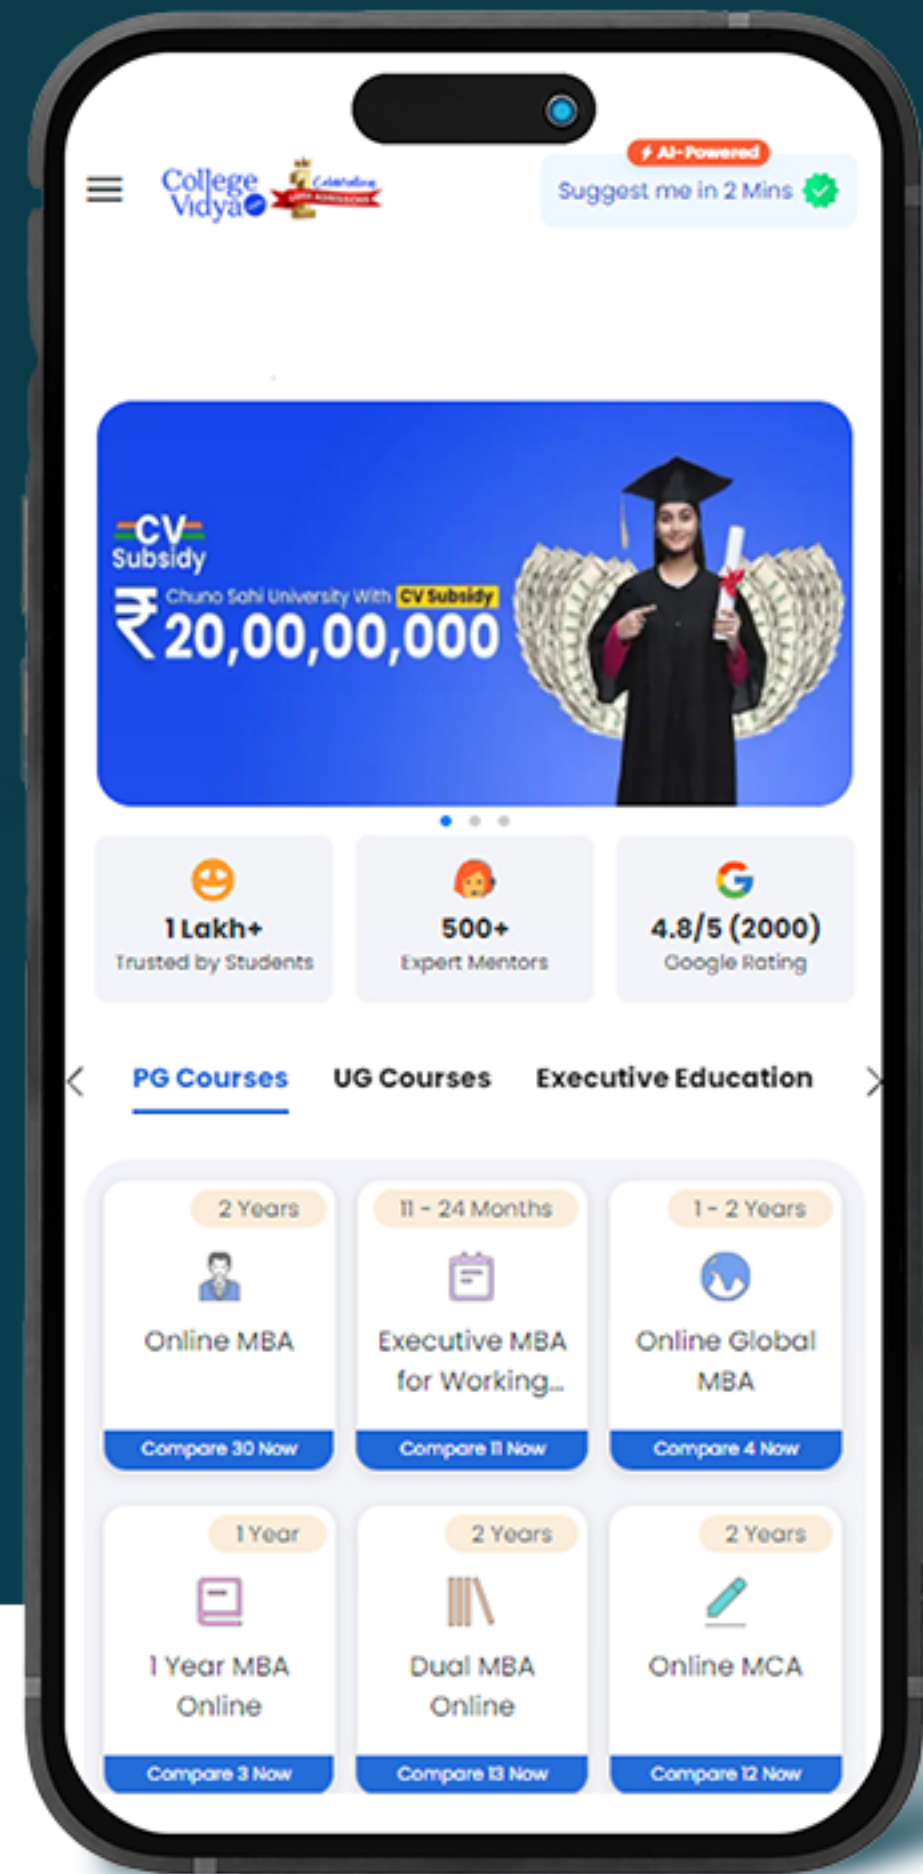 College
Vidya
⚡ AI-Powered
Suggest me in 2 Mins
CV
Subsidy
Chuno Sahi University With CV Subsidy
₹20,00,00,000
1 Lakh+
Trusted by Students
500+
Expert Mentors
4.8/5 (2000)
Google Rating
PG Courses
UG Courses
Executive Education
2 Years
Online MBA
Compare 30 Now
11 - 24 Months
Executive MBA
for Working...
Compare 11 Now
1 - 2 Years
Online Global
MBA
Compare 4 Now
1 Year
1 Year MBA
Online
Compare 3 Now
2 Years
Dual MBA
Online
Compare 13 Now
2 Years
Online MCA
Compare 12 Now